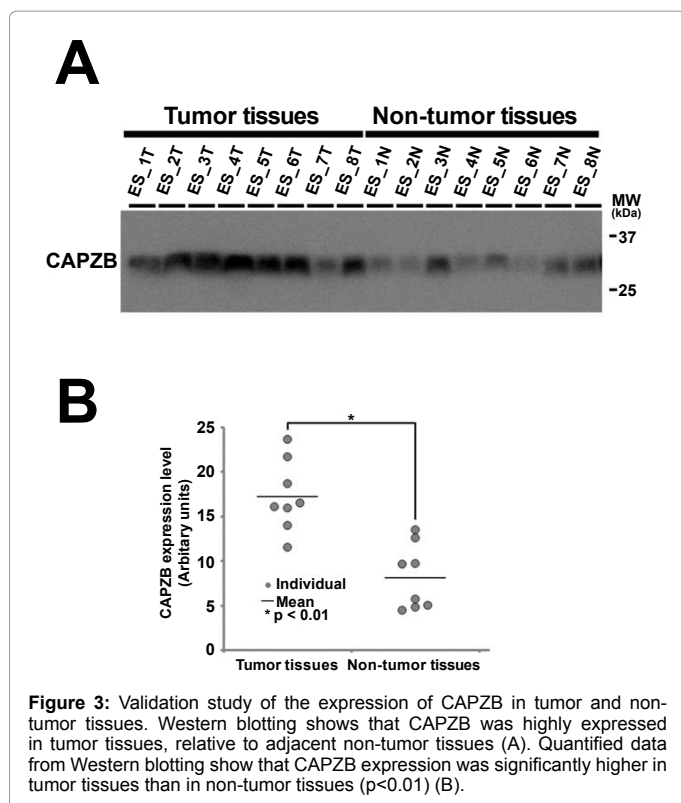 A
Tumor tissues Non-tumor tissues
ES_1T ES_2T ES_3T ES_4T ES_5T ES_6T ES_7T ES_8T ES_1N ES_2N ES_3N ES_4N ES_5N ES_6N ES_7N ES_8N
MW
(kDa)
-37
CAPZB
-25
B
25
*
20
15
10
5
0
CAPZB expression level
(Arbitary units)
Individual
Mean
* p < 0.01
Tumor tissues Non-tumor tissues
Figure 3: Validation study of the expression of CAPZB in tumor and non-
tumor tissues. Western blotting shows that CAPZB was highly expressed
in tumor tissues, relative to adjacent non-tumor tissues (A). Quantified data
from Western blotting show that CAPZB expression was significantly higher in
tumor tissues than in non-tumor tissues (p<0.01) (B).